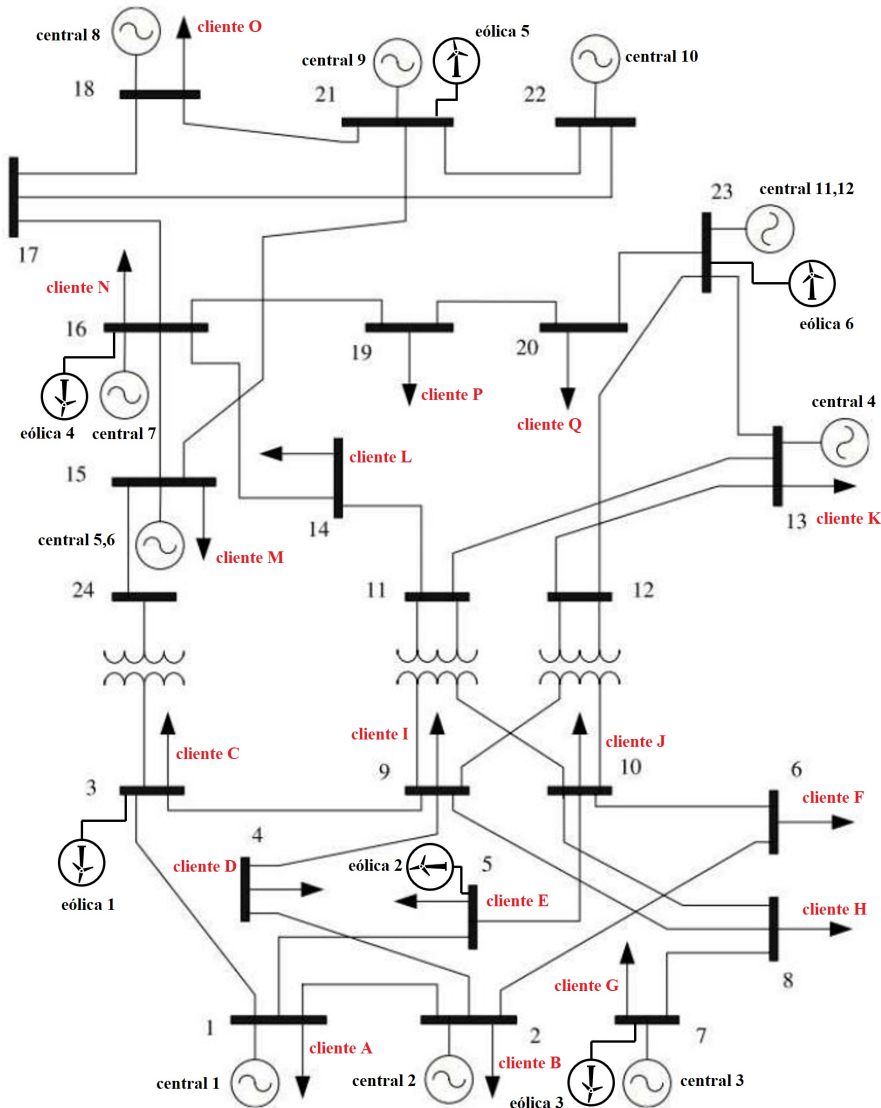 central 8
cliente O
central 9
eólica 5
central 10
18
21
22
23
central 11,12
17
cliente N
16
19
20
eólica 6
cliente P
cliente Q
central 4
eólica 4
central 7
15
cliente L
14
13
cliente K
central 5,6
cliente M
24
11
12
cliente C
cliente I
cliente J
3
9
10
6
cliente F
4
cliente D
eólica 2
5
cliente E
eólica 1
cliente H
8
cliente G
1
2
7
cliente A
cliente B
central 1
central 2
eólica 3
central 3